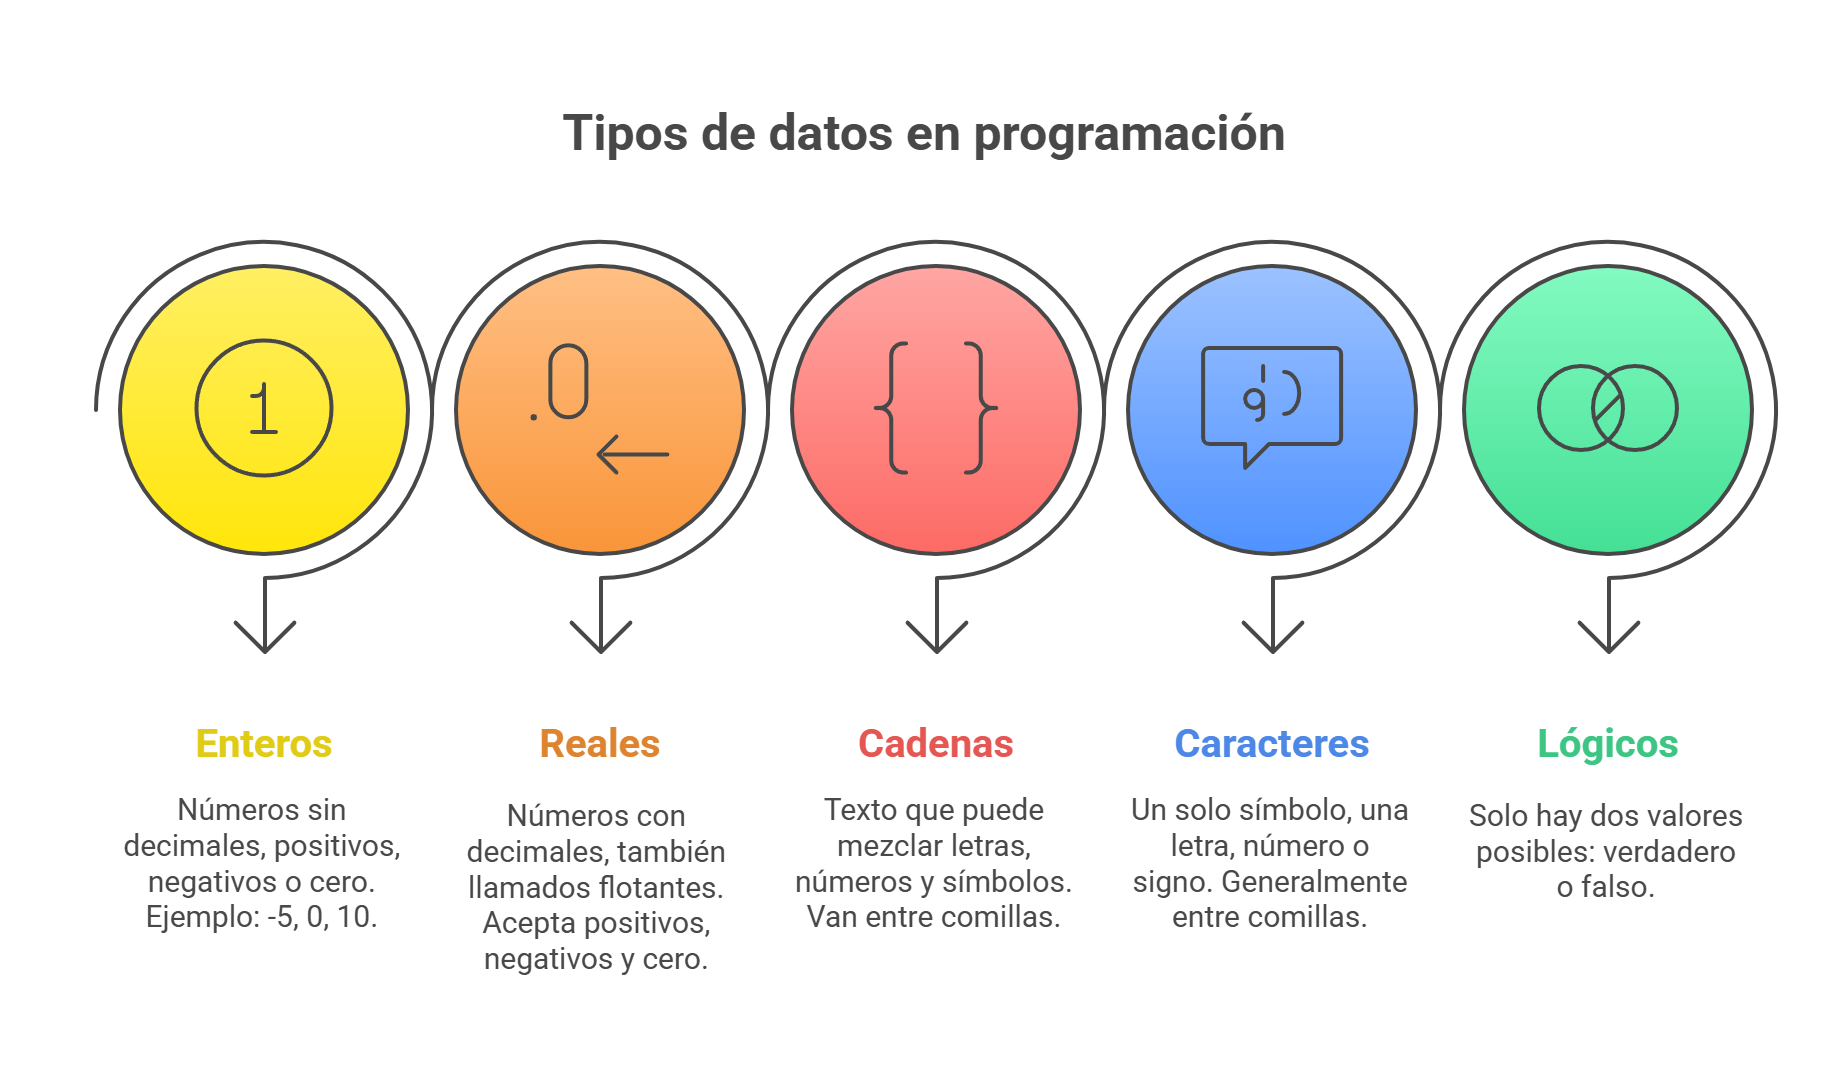 Tipos de datos en programación
1
.0
{ }
Enteros
Números sin
decimales, positivos,
negativos o cero.
Ejemplo: -5, 0, 10.
Reales
Números con
decimales, también
llamados flotantes.
Acepta positivos,
negativos y cero.
Cadenas
Texto que puede
mezclar letras,
números y símbolos.
Van entre comillas.
Caracteres
Un solo símbolo, una
letra, número o
signo. Generalmente
entre comillas.
Lógicos
Solo hay dos valores
posibles: verdadero
o falso.